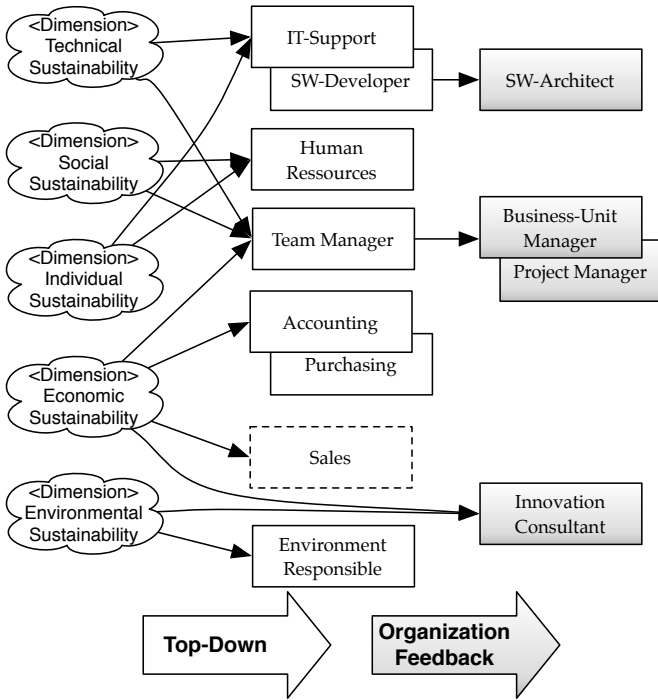 <Dimension>
Technical
Sustainability
IT-Support
SW-Developer
SW-Architect
<Dimension>
Social
Sustainability
Human
Ressources
<Dimension>
Individual
Sustainability
Team Manager
Business-Unit
Manager
Project Manager
Accounting
Purchasing
<Dimension>
Economic
Sustainability
Sales
<Dimension>
Environmental
Sustainability
Innovation
Consultant
Environment
Responsible
Top-Down
Organization
Feedback